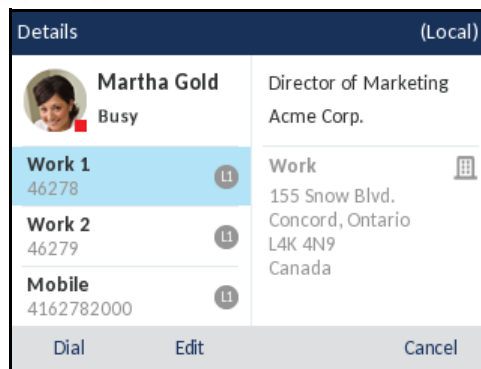 Details
(Local)
Martha Gold
Busy
Work 1
46278
L1
Work 2
46279
L1
Mobile
4162782000
L1
Director of Marketing
Acme Corp.
Work
155 Snow Blvd.
Concord, Ontario
L4K 4N9
Canada
Dial
Edit
Cancel